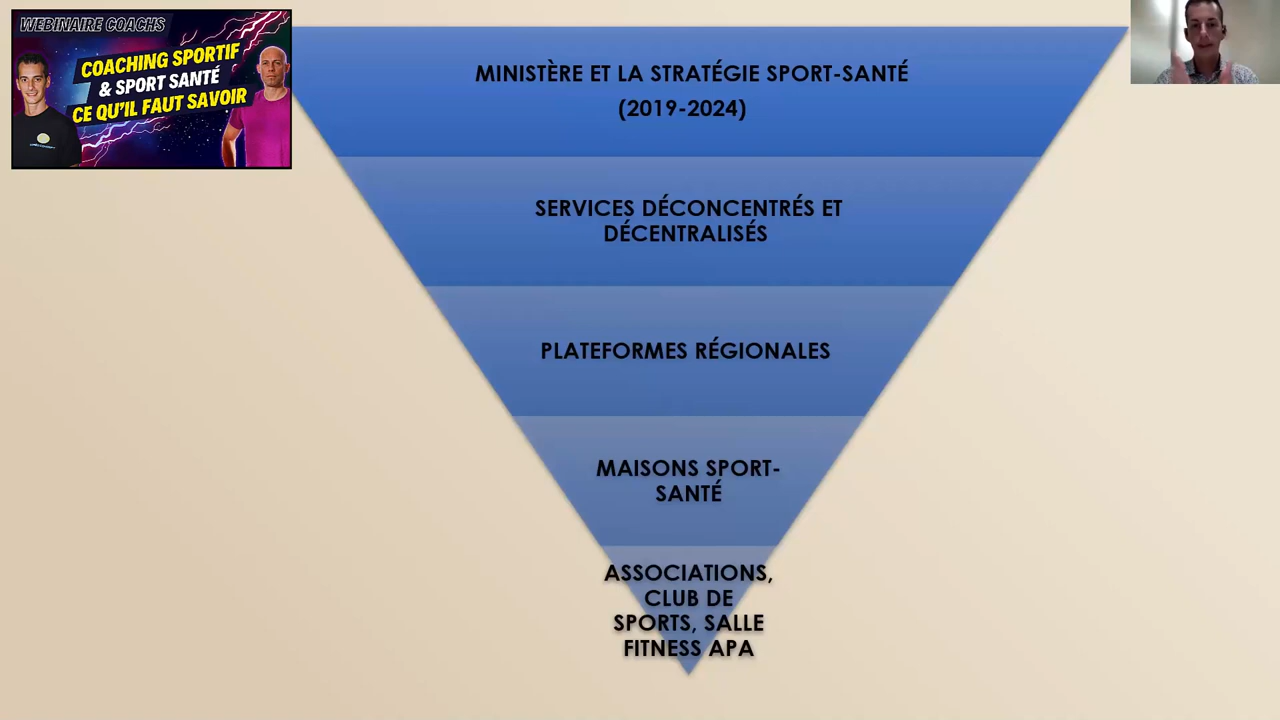 WEBINAIRE COACHS
COACHING SPORTIF
& SPORT SANTÉ
CE QU'IL FAUT SAVOIR
MINISTÈRE ET LA STRATÉGIE SPORT-SANTÉ
(2019-2024)
SERVICES DÉCONCENTRÉS ET
DÉCENTRALISÉS
PLATEFORMES RÉGIONALES
MAISONS SPORT-
SANTÉ
ASSOCIATIONS,
CLUB DE
SPORTS, SALLE
FITNESS APA